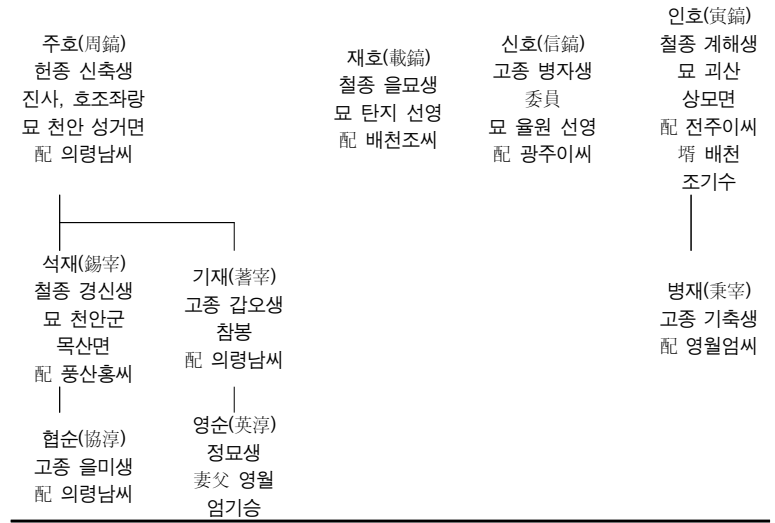 주호(周鎬)
헌종 신축생
진사, 호조좌랑
묘 천안 성거면
配 의령남씨
재호(載鎬)
철종 을묘생
묘 탄지 선영
配 배천조씨
신호(信鎬)
고종 병자생
委員
묘 율원 선영
配 광주이씨
인호(寅鎬)
철종 계해생
묘 괴산
상모면
配 전주이씨
壻 배천
조기수
석재(錫宰)
철종 경신생
묘 천안군
목산면
配 풍산홍씨
기재(蓍宰)
고종 갑오생
참봉
配 의령남씨
병재(秉宰)
고종 기축생
配 영월엄씨
협순(協淳)
고종 을미생
配 의령남씨
영순(英淳)
정묘생
妻父 영월
엄기승